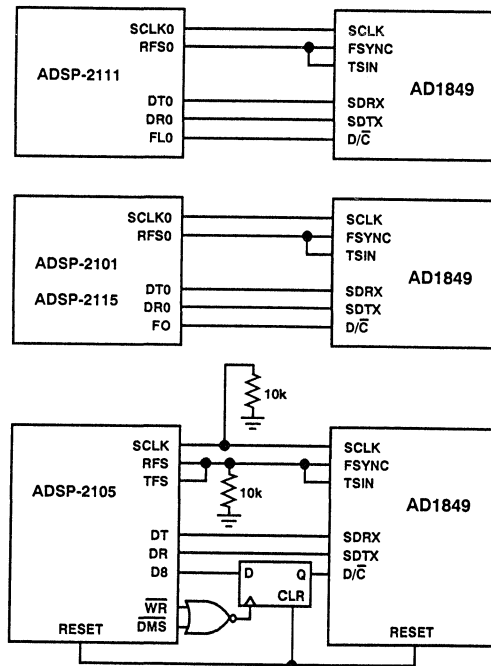 SCLK0
RFS0
ADSP-2111
DT0
DR0
FL0
SCLK
FSYNC
TSIN
AD1849
SDRX
SDTX
D/C̅
SCLK0
RFS0
ADSP-2101
ADSP-2115
DT0
DR0
FO
SCLK
FSYNC
TSIN
AD1849
SDRX
SDTX
D/C̅
10k
SCLK
RFS
TFS
ADSP-2105
DT
DR
D8
W̅R̅
D̅M̅S̅
RESET
10k
D
Q
CLR
SCLK
FSYNC
TSIN
AD1849
SDRX
SDTX
D/C̅
RESET